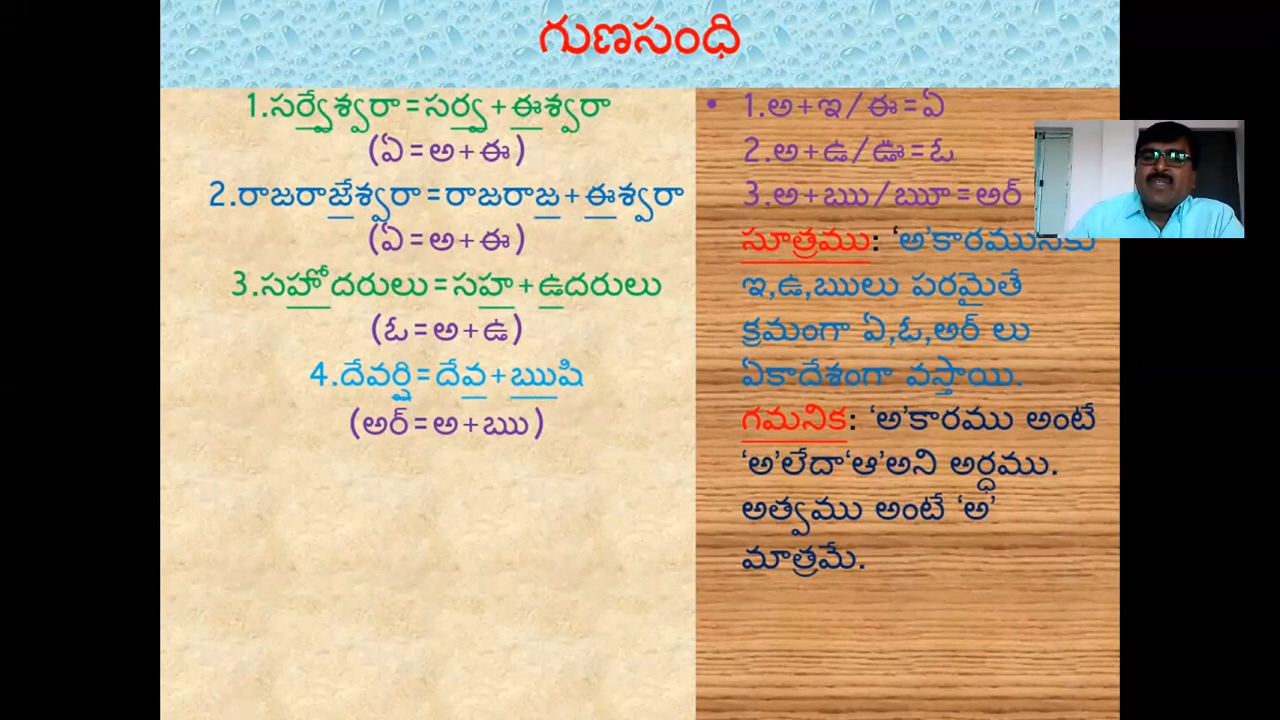 గుణసంధి
1.సర్వేశ్వరా=సర్వ+ఈశ్వరా
(ఏ=అ+ఈ)
2.రాజరాజేశ్వరా=రాజరాజ+ఈశ్వరా
(ఏ=అ+ఈ)
3.సహోదరులు=సహ+ఉదరులు
(ఓ=అ+ఉ)
4.దేవర్షి=దేవ+ఋషి
(అర్=అ+ఋ)
• 1.అ+ఇ/ఈ=ఏ
2.అ+ఉ/ఊ=ఓ
3.అ+ఋ/ౠ=అర్
సూత్రము: ‘అ’కారమునకు
ఇ,ఉ,ఋలు పరమైతే
క్రమంగా ఏ,ఓ,అర్ లు
ఏకాదేశంగా వస్తాయి.
గమనిక: ‘అ’కారము అంటే
‘అ’లేదా‘ఆ’అని అర్ధము.
అత్వము అంటే ‘అ’
మాత్రమే.